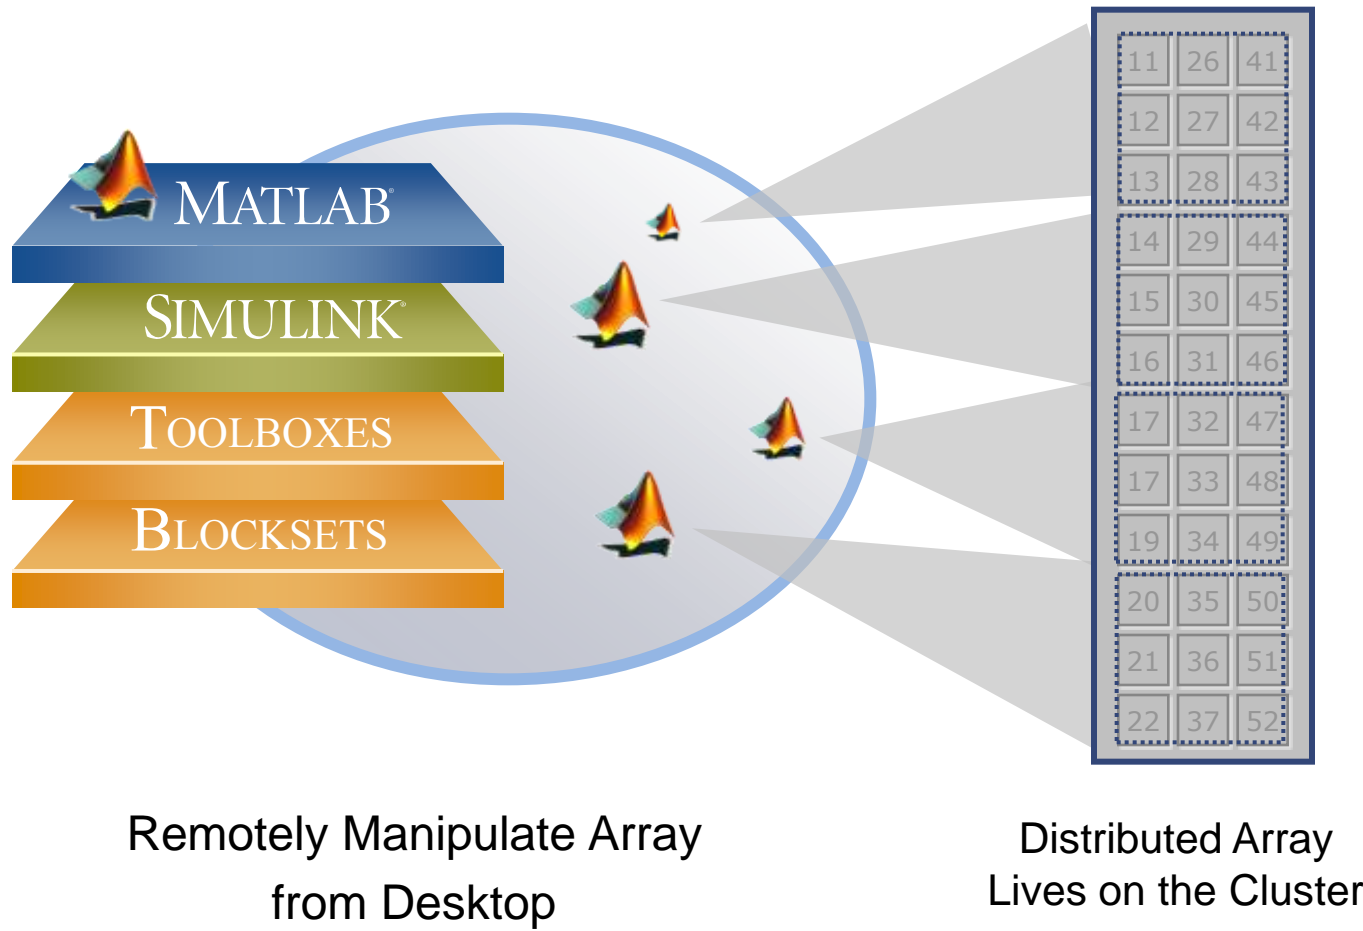 MATLAB®
SIMULINK®
TOOLBOXES
BLOCKSETS
11 26 41
12 27 42
13 28 43
14 29 44
15 30 45
16 31 46
17 32 47
17 33 48
19 34 49
20 35 50
21 36 51
22 37 52
Remotely Manipulate Array
from Desktop
Distributed Array
Lives on the Cluster